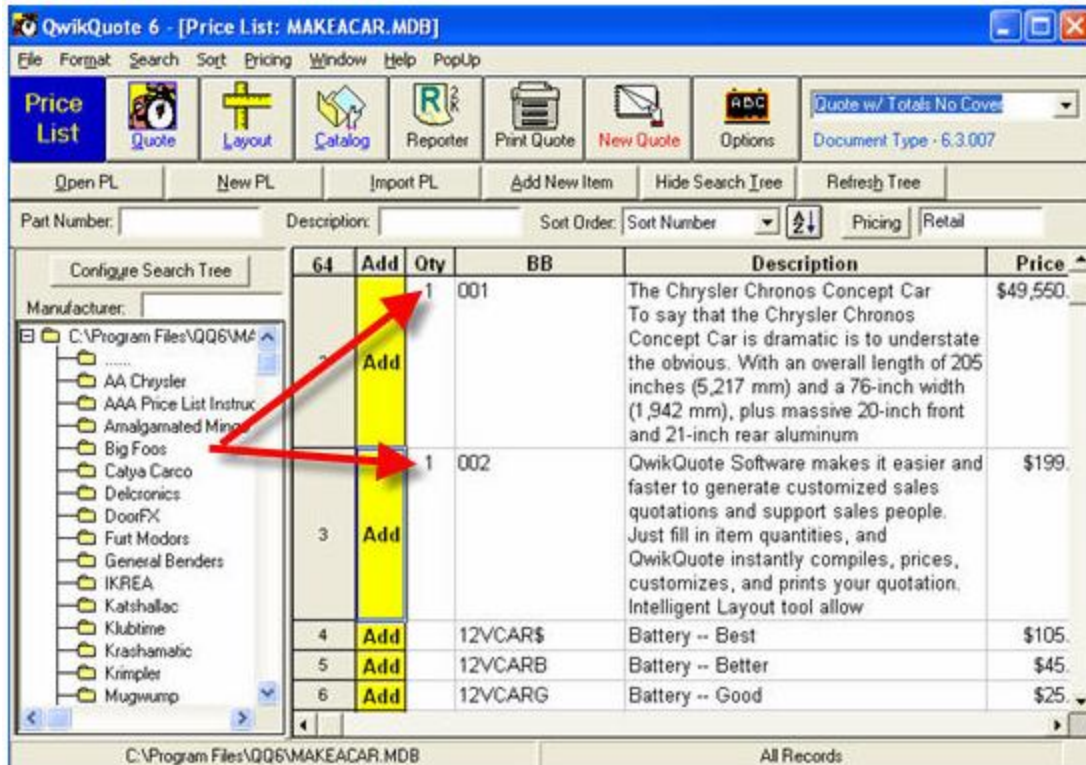 QwikQuote 6 - [Price List: MAKEACAR.MDB]
File Format Search Sort Pricing Window Help PopUp
Price List
Quote
Layout
Catalog
R 2 R
Reporter
Print Quote
New Quote
ABC
Options
Quote w/ Totals No Cover
Document Type - 6.3.007
Open PL
New PL
Import PL
Add New Item
Hide Search Tree
Refresh Tree
Part Number:
Description:
Sort Order: Sort Number
A Z
Pricing
Retail
Configure Search Tree
Manufacturer:
C:\Program Files\QQ6\MA
......
AA Chrysler
AAA Price List Instruc
Amalgamated
Big Foos
Catya Carco
Delcronics
DoorFX
Furt Modors
General Benders
IKREA
Katshallac
Klubtime
Krashamatic
Krimpler
Mugwump
64 Add Qty BB Description Price
Add 1 001 The Chrysler Chronos Concept Car $49,550.
To say that the Chrysler Chronos
Concept Car is dramatic is to understate
the obvious. With an overall length of 205
inches (5,217 mm) and a 76-inch width
(1,942 mm), plus massive 20-inch front
and 21-inch rear aluminum
3 Add 1 002 QwikQuote Software makes it easier and $199.
faster to generate customized sales
quotations and support sales people.
Just fill in item quantities, and
QwikQuote instantly compiles, prices,
customizes, and prints your quotation.
Intelligent Layout tool allow
4 Add 12VCAR$ Battery -- Best $105.
5 Add 12VCARB Battery -- Better $45.
6 Add 12VCARG Battery -- Good $25.
C:\Program Files\QQ6\MAKEACAR.MDB
All Records